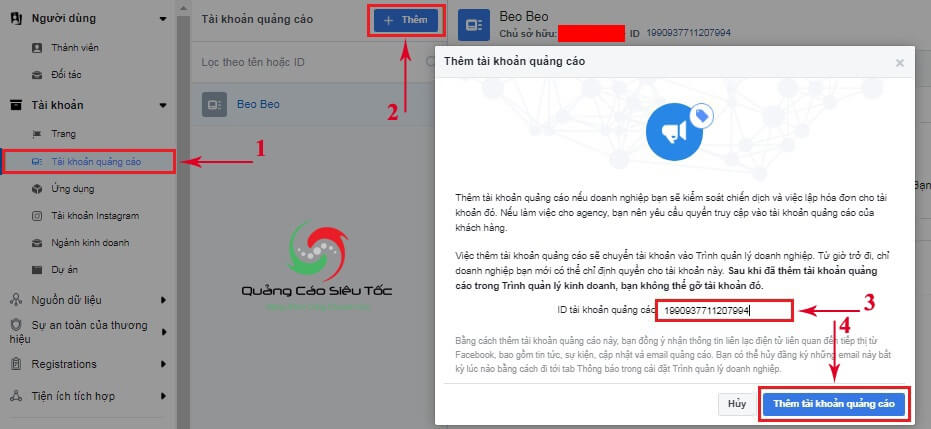 Người dùng
Thành viên
Đối tác
Tài khoản
Trang
Tài khoản quảng cáo
Ứng dụng
Tài khoản Instagram
Ngành kinh doanh
Dự án
Nguồn dữ liệu
Sự an toàn của thương
hiệu
Registrations
Tiện ích tích hợp
1
Tài khoản quảng cáo
+ Thêm
2
Lọc theo tên hoặc ID
Beo Beo
Quảng Cáo Siêu Tốc
Beo Beo
Chủ sở hữu: ID 1990937711207994
Thêm tài khoản quảng cáo
Thêm tài khoản quảng cáo nếu doanh nghiệp bạn sẽ kiểm soát chiến dịch và việc lập hóa đơn cho tài
khoản đó. Nếu làm việc cho agency, bạn nên yêu cầu quyền truy cập vào tài khoản quảng cáo của
khách hàng.
Việc thêm tài khoản quảng cáo sẽ chuyển tài khoản vào Trình quản lý doanh nghiệp. Từ giờ trở đi, chỉ
doanh nghiệp bạn mới có thể chỉ định quyền cho tài khoản này. Sau khi đã thêm tài khoản quảng
cáo trong Trình quản lý kinh doanh, bạn không thể gỡ tài khoản đó.
ID tài khoản quảng cáo 1990937711207994
3
4
Bằng cách thêm tài khoản quảng cáo này, bạn đồng ý nhận thông tin liên lạc điện tử liên quan đến tiếp thị từ
Facebook, bao gồm tin tức, sự kiện, cập nhật và email quảng cáo. Bạn có thể hủy đăng ký những email này bất
kỳ lúc nào bằng cách đi tới tab Thông báo trong cài đặt Trình quản lý doanh nghiệp.
Hủy
Thêm tài khoản quảng cáo